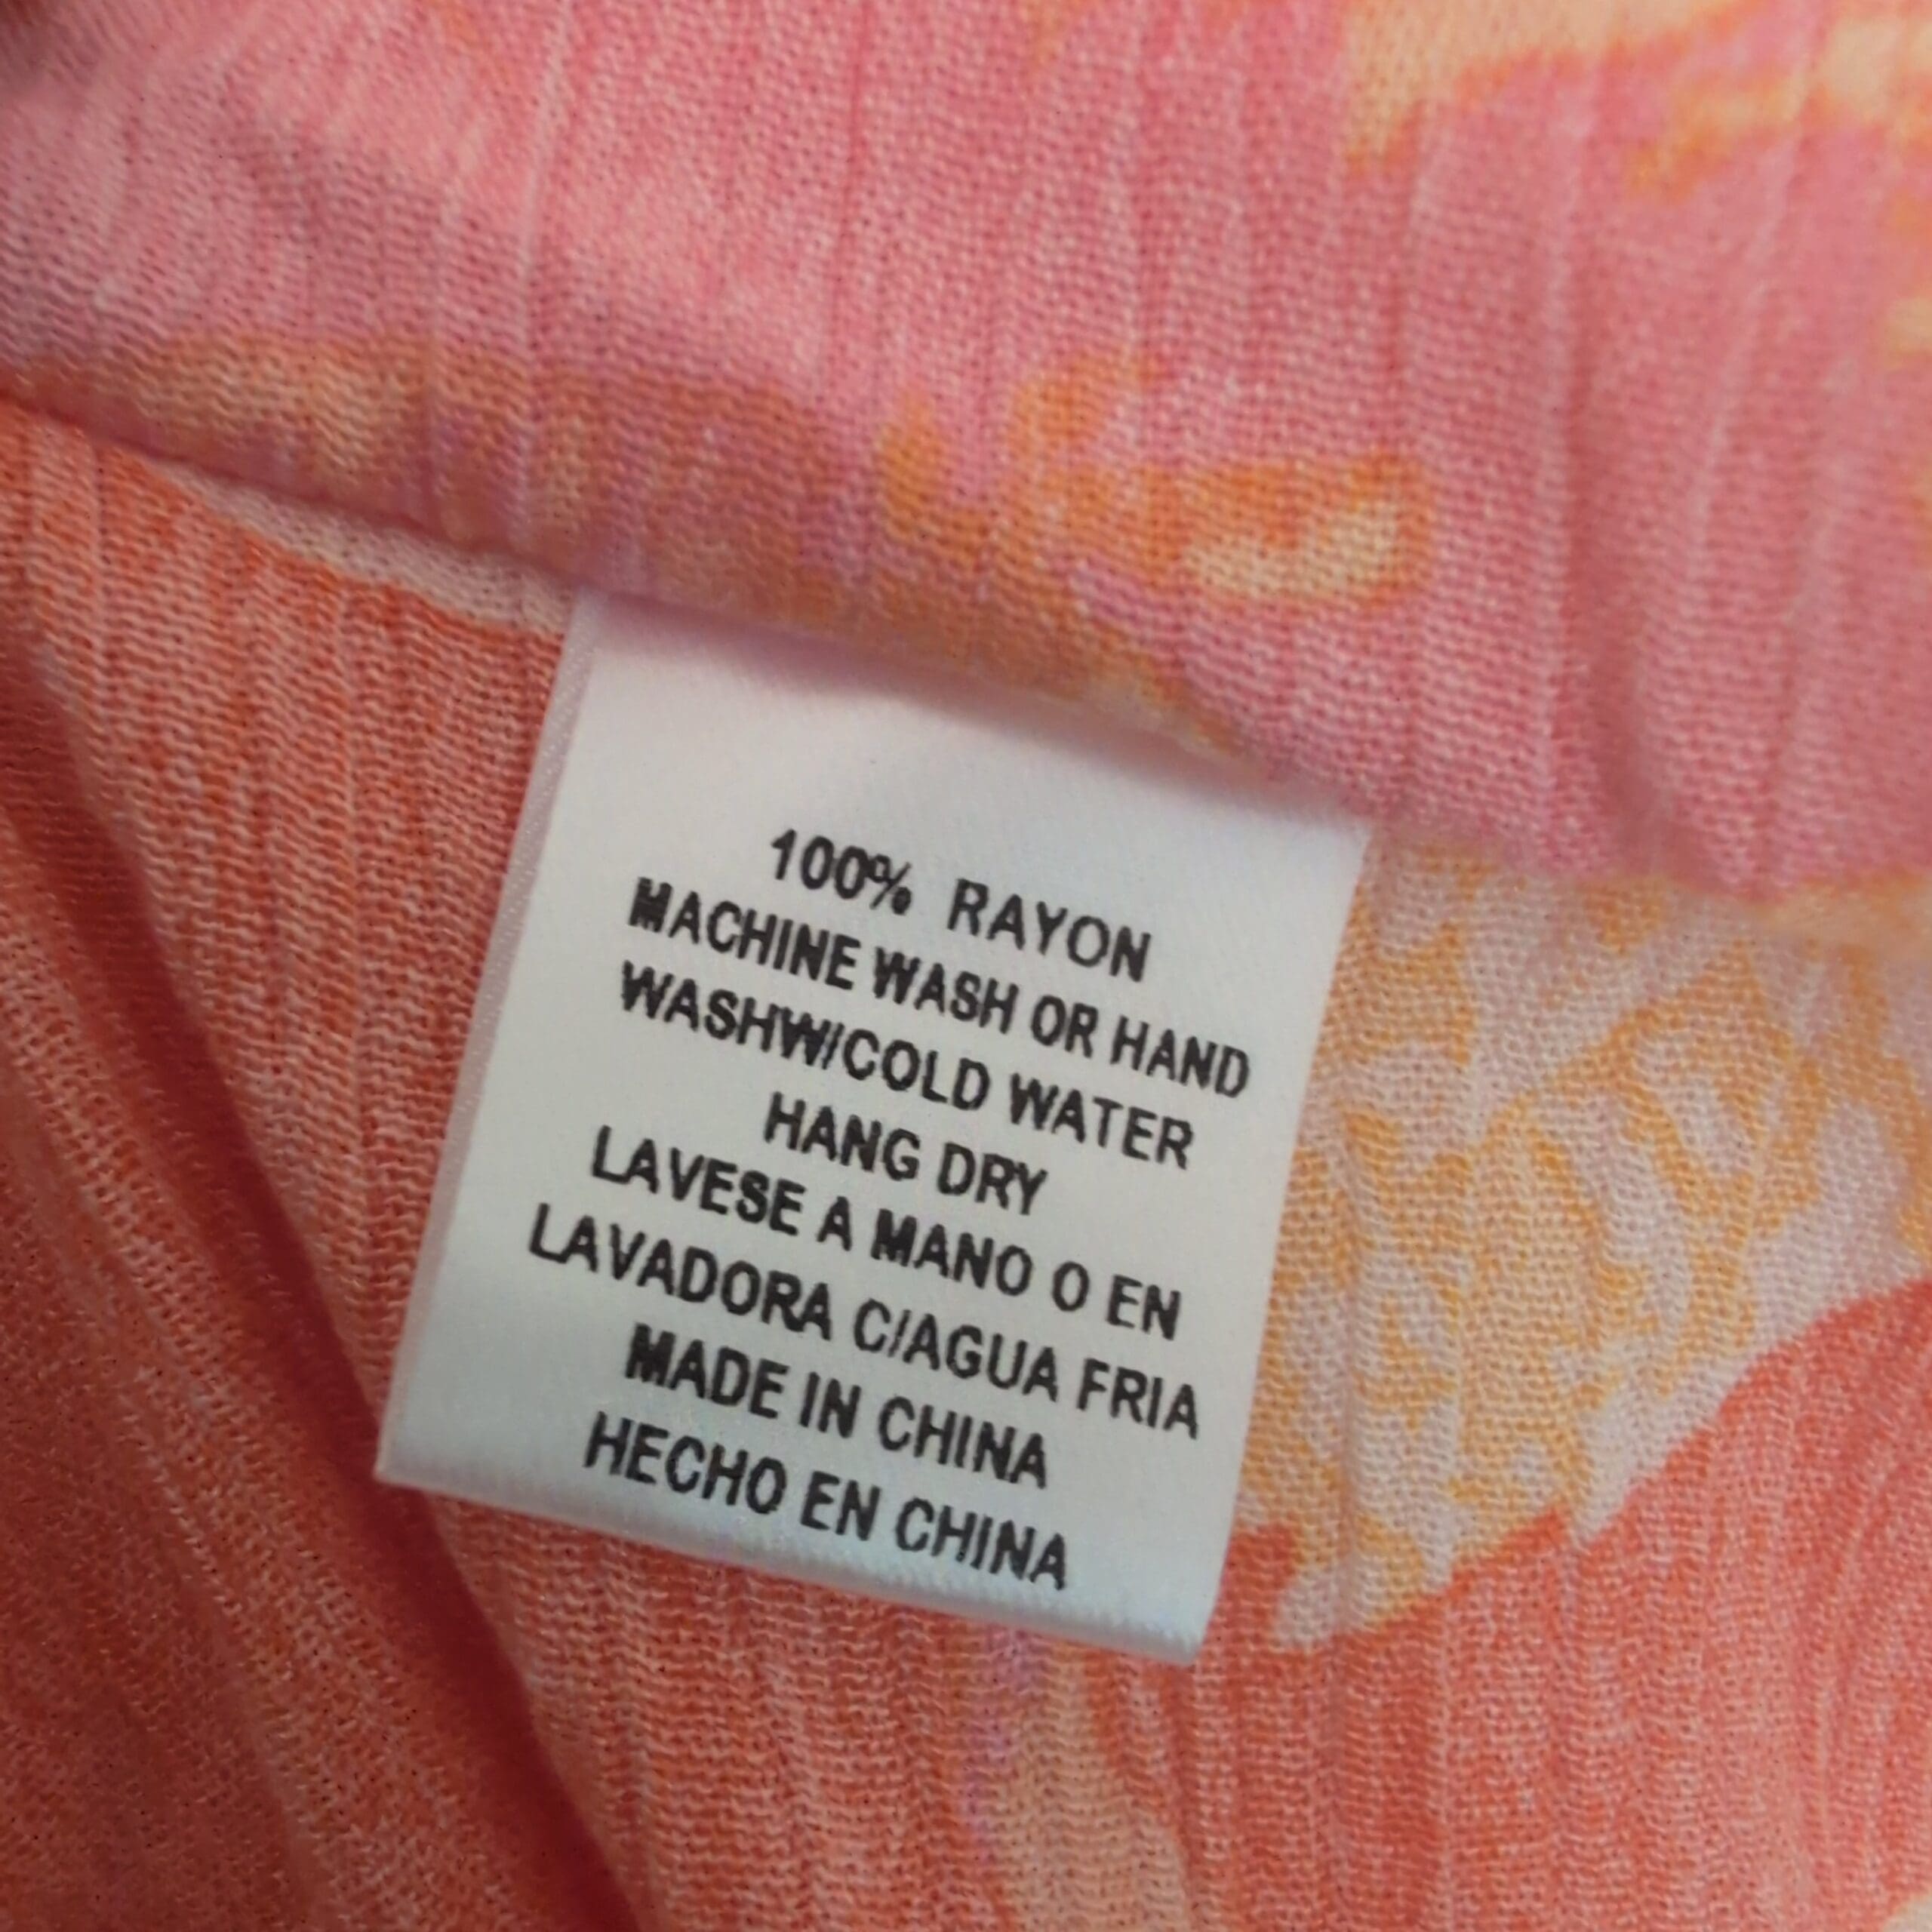 100% RAYON
MACHINE WASH OR HAND
WASHW/COLD WATER
HANG DRY
LAVESE A MANO O EN
LAVADORA C/AGUA FRIA
MADE IN CHINA
HECHO EN CHINA